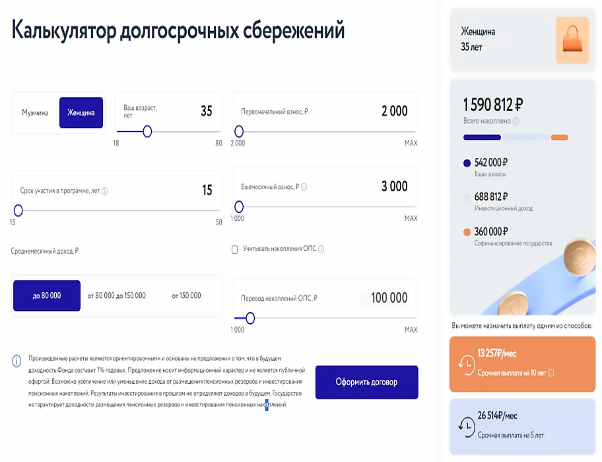 Калькулятор долгосрочных сбережений
Мужчина
Женщина
Ваш возраст,
лет
35
18
80
Первоначальный взнос, ₽
2 000
2 000
MAX
Срок участия в программе, лет
15
15
50
Ежемесячный взнос, ₽
3 000
1 000
MAX
Среднемесячный доход, ₽
Учитывать накопления ОПС
до 80 000
от 80 000 до 150 000
от 150 000
Перевод накоплений ОПС, ₽
100 000
1 000
MAX
Произведенные расчеты являются ориентировочными и основаны на предположении о том, что в будущем
доходность Фонда составит 7% годовых. Предложение носит информационный характер и не является публичной
офертой. Возможно увеличение или уменьшение дохода от размещения пенсионных резервов и инвестирования
пенсионных накоплений. Результаты инвестирования в прошлом не определяют доходов в будущем. Государство
не гарантирует доходности размещения пенсионных резервов и инвестирования пенсионных накоплений.
Оформить договор
Женщина
35 лет
1 590 812 ₽
Всего накоплено
542 000 ₽
Ваши взносы
688 812 ₽
Инвестиционный доход
360 000 ₽
Софинансирование государства
Вы можете назначить выплату одним из способов:
13 257₽/мес
Срочная выплата на 10 лет
26 514₽/мес
Срочная выплата на 5 лет